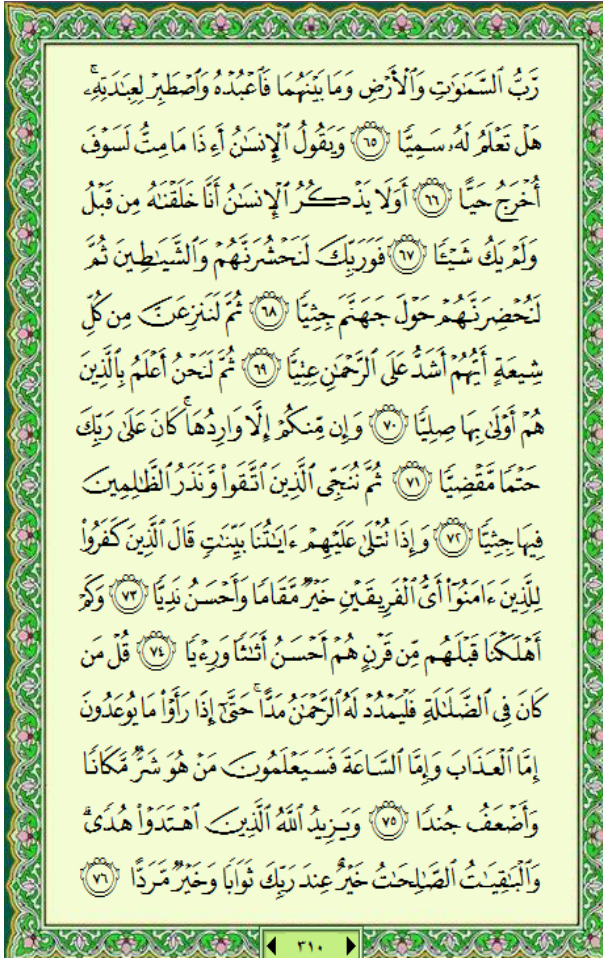 رَّبُّ ٱلسَّمَـٰوَٰتِ وَٱلْأَرْضِ وَمَا بَيْنَهُمَا فَٱعْبُدْهُ وَٱصْطَبِرْ لِعِبَـٰدَتِهِۦۚ
هَلْ تَعْلَمُ لَهُۥ سَمِيًّا ﴿٦٥﴾ وَيَقُولُ ٱلْإِنسَـٰنُ أَءِذَا مَا مِتُّ لَسَوْفَ
أُخْرَجُ حَيًّا ﴿٦٦﴾ أَوَلَا يَذْكُرُ ٱلْإِنسَـٰنُ أَنَّا خَلَقْنَـٰهُ مِن قَبْلُ
وَلَمْ يَكُ شَيْـًٔا ﴿٦٧﴾ فَوَرَبِّكَ لَنَحْشُرَنَّهُمْ وَٱلشَّيَـٰطِينَ ثُمَّ
لَنُحْضِرَنَّهُمْ حَوْلَ جَهَنَّمَ جِثِيًّا ﴿٦٨﴾ ثُمَّ لَنَنزِعَنَّ مِن كُلِّ
شِيعَةٍ أَيُّهُمْ أَشَدُّ عَلَى ٱلرَّحْمَـٰنِ عِتِيًّا ﴿٦٩﴾ ثُمَّ لَنَحْنُ أَعْلَمُ بِٱلَّذِينَ
هُمْ أَوْلَىٰ بِهَا صِلِيًّا ﴿٧٠﴾ وَإِن مِّنكُمْ إِلَّا وَارِدُهَاۚ كَانَ عَلَىٰ رَبِّكَ
حَتْمًا مَّقْضِيًّا ﴿٧١﴾ ثُمَّ نُنَجِّى ٱلَّذِينَ ٱتَّقَوا۟ وَّنَذَرُ ٱلظَّـٰلِمِينَ
فِيهَا جِثِيًّا ﴿٧٢﴾ وَإِذَا تُتْلَىٰ عَلَيْهِمْ ءَايَـٰتُنَا بَيِّنَـٰتٍ قَالَ ٱلَّذِينَ كَفَرُوا۟
لِلَّذِينَ ءَامَنُوٓا۟ أَىُّ ٱلْفَرِيقَيْنِ خَيْرٌ مَّقَامًا وَأَحْسَنُ نَدِيًّا ﴿٧٣﴾ وَكَمْ
أَهْلَكْنَا قَبْلَهُم مِّن قَرْنٍ هُمْ أَحْسَنُ أَثَـٰثًا وَرِءْيًا ﴿٧٤﴾ قُلْ مَن
كَانَ فِى ٱلضَّلَـٰلَةِ فَلْيَمْدُدْ لَهُ ٱلرَّحْمَـٰنُ مَدًّاۚ حَتَّىٰٓ إِذَا رَأَوْا۟ مَا يُوعَدُونَ
إِمَّا ٱلْعَذَابَ وَإِمَّا ٱلسَّاعَةَ فَسَيَعْلَمُونَ مَنْ هُوَ شَرٌّ مَّكَانًا
وَأَضْعَفُ جُندًا ﴿٧٥﴾ وَيَزِيدُ ٱللَّهُ ٱلَّذِينَ ٱهْتَدَوْا۟ هُدًىۗ
وَٱلْبَـٰقِيَـٰتُ ٱلصَّـٰلِحَـٰتُ خَيْرٌ عِندَ رَبِّكَ ثَوَابًا وَخَيْرٌ مَّرَدًّا ﴿٧٦﴾
٣١٠